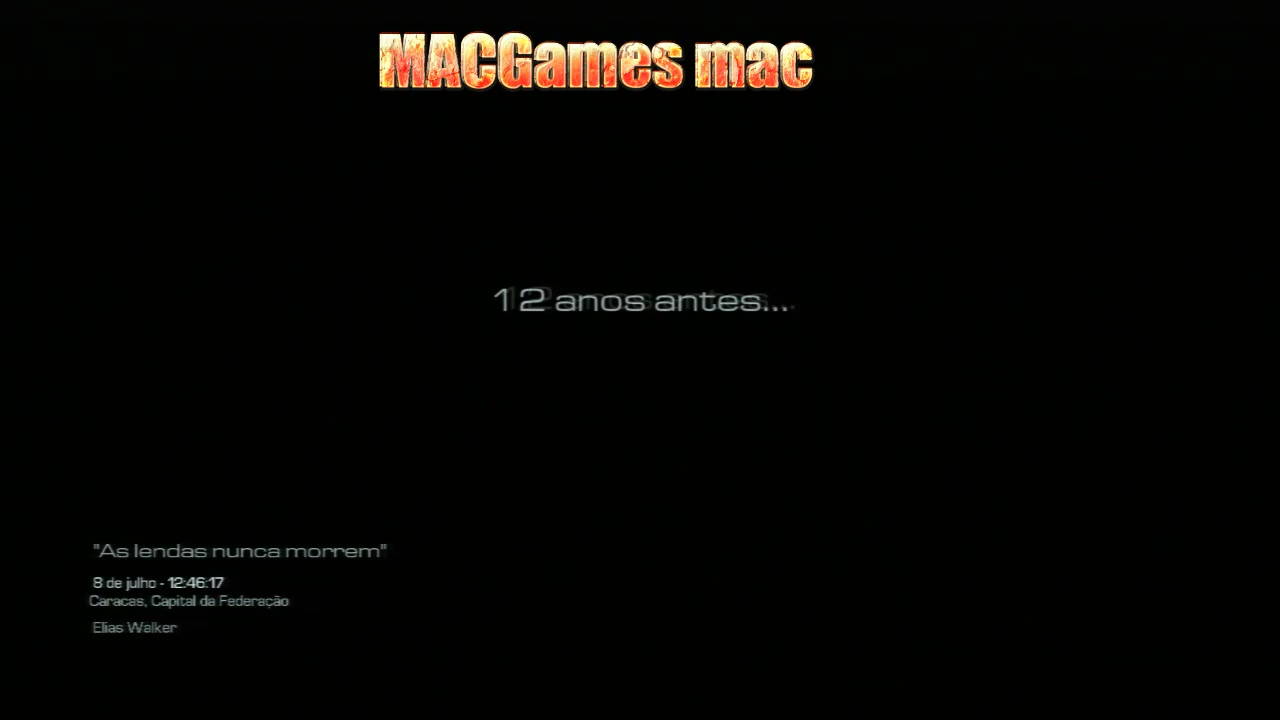 MACGames mac
12 anos antes...
"As lendas nunca morrem"
8 de julho - 12:46:17
Caracas, Capital da Federação
Elias Walker